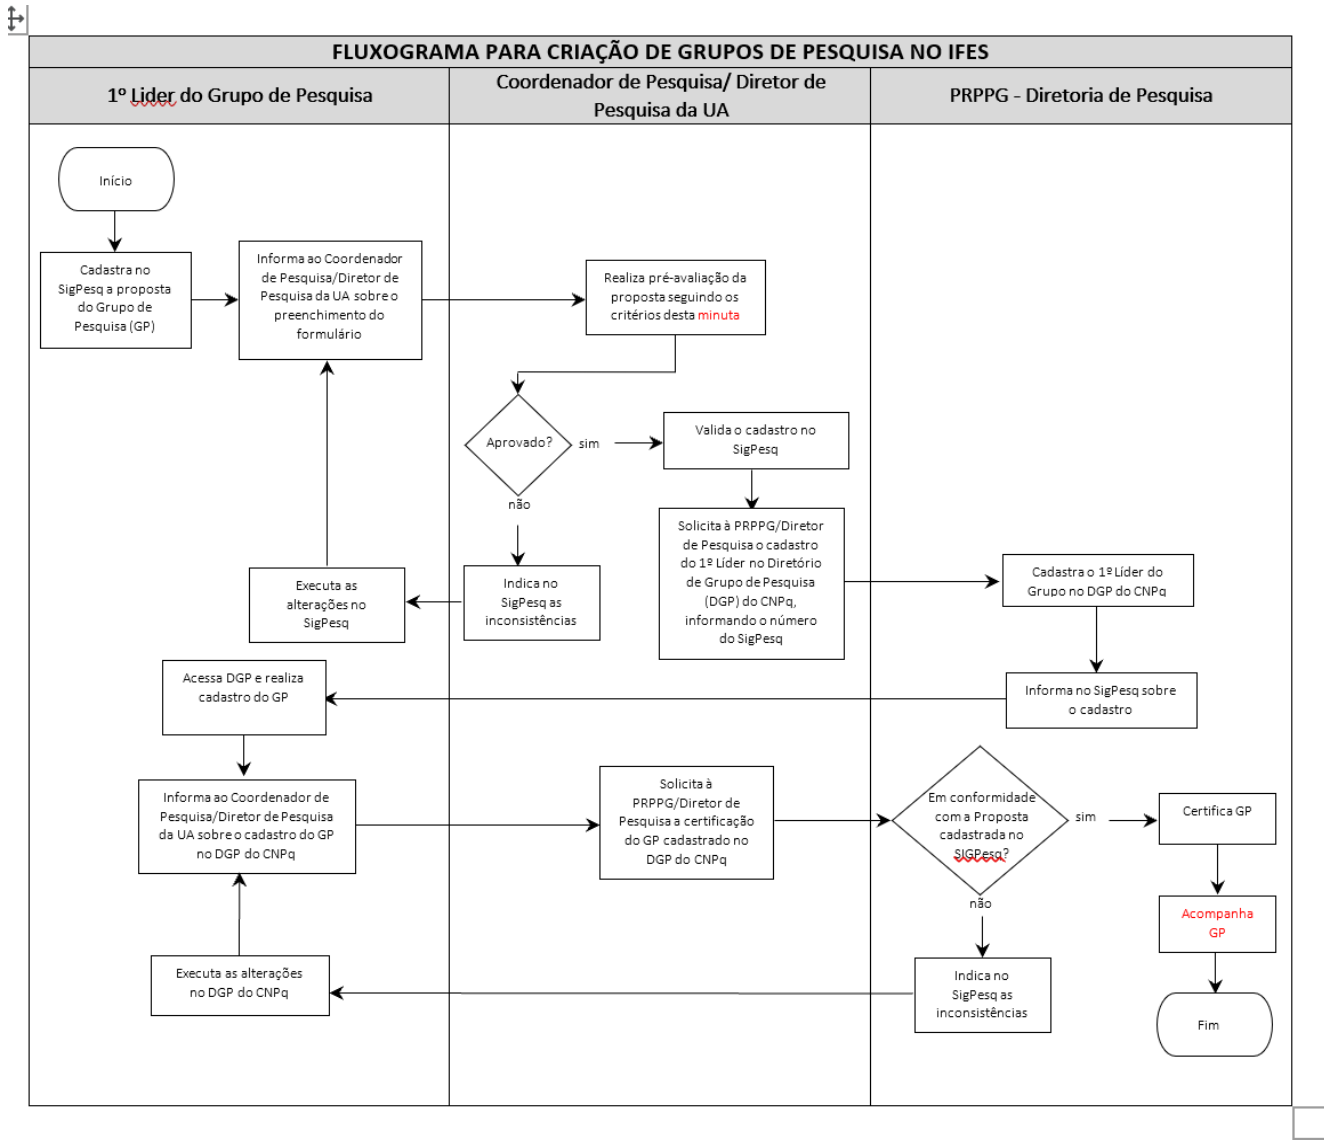 FLUXOGRAMA PARA CRIAÇÃO DE GRUPOS DE PESQUISA NO IFES
1º Lider do Grupo de Pesquisa
Coordenador de Pesquisa/ Diretor de
Pesquisa da UA
PRPPG - Diretoria de Pesquisa
Início
Cadastra no
SigPesq a proposta
do Grupo de
Pesquisa (GP)
Informa ao Coordenador
de Pesquisa/Diretor de
Pesquisa da UA sobre o
preenchimento do
formulário
Realiza pré-avaliação da
proposta seguindo os
critérios desta minuta
Aprovado?
sim
não
Valida o cadastro no
SigPesq
Solicita à PRPPG/Diretor
de Pesquisa o cadastro
do 1º Líder no Diretório
de Grupo de Pesquisa
(DGP) do CNPq,
informando o número
do SigPesq
Indica no
SigPesq as
inconsistências
Executa as
alterações no
SigPesq
Cadastra o 1º Líder do
Grupo no DGP do CNPq
Informa no SigPesq sobre
o cadastro
Acessa DGP e realiza
cadastro do GP
Informa ao Coordenador de
Pesquisa/Diretor de Pesquisa
da UA sobre o cadastro do GP
no DGP do CNPq
Solicita à
PRPPG/Diretor de
Pesquisa a certificação
do GP cadastrado no
DGP do CNPq
Em conformidade
com a Proposta
cadastrada no
SIGPesq?
sim
não
Certifica GP
Acompanha
GP
Fim
Indica no
SigPesq as
inconsistências
Executa as alterações
no DGP do CNPq